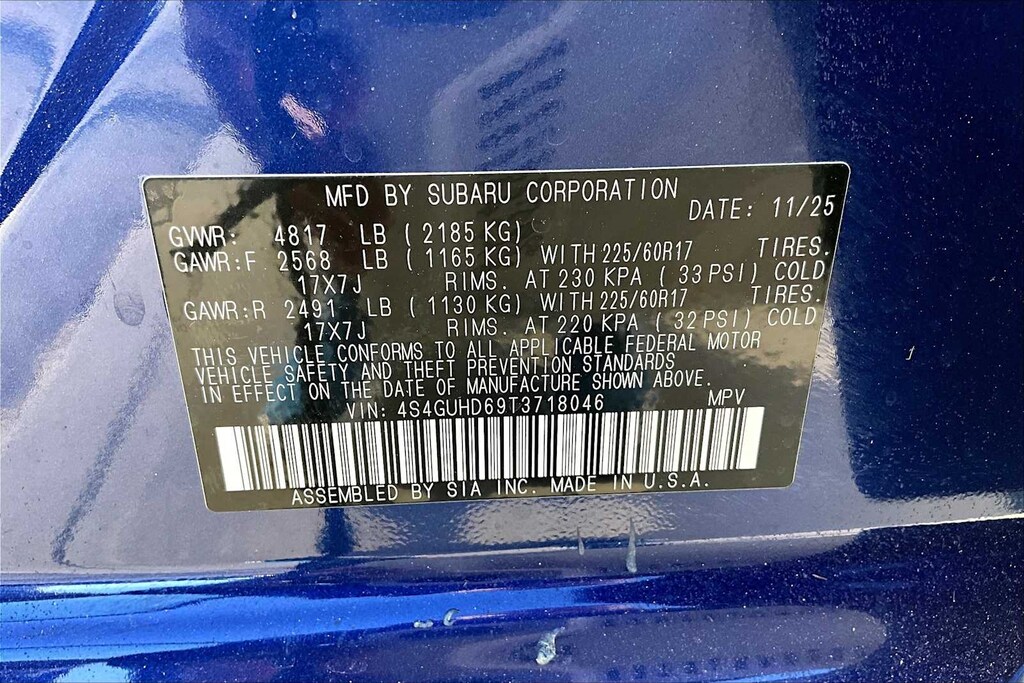 MFD BY SUBARU CORPORATION DATE: 11/25
GVWR: 4817 LB ( 2185 KG)
GAWR:F 2568 LB ( 1165 KG) WITH 225/60R17 TIRES.
17X7J RIMS. AT 230 KPA ( 33 PSI) COLD
GAWR:R 2491 LB ( 1130 KG) WITH 225/60R17 TIRES.
17X7J RIMS. AT 220 KPA ( 32 PSI) COLD
THIS VEHICLE CONFORMS TO ALL APPLICABLE FEDERAL MOTOR
VEHICLE SAFETY AND THEFT PREVENTION STANDARDS
IN EFFECT ON THE DATE OF MANUFACTURE SHOWN ABOVE.
VIN: 4S4GUHD69T3718046 MPV
ASSEMBLED BY SIA INC. MADE IN U.S.A.